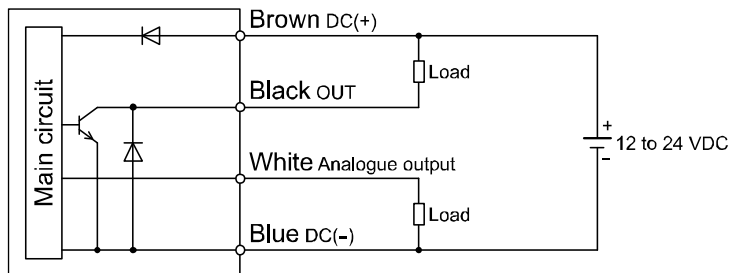 Main circuit
Brown DC(+)
Load
Black OUT
+
12 to 24 VDC
-
White Analogue output
Load
Blue DC(-)